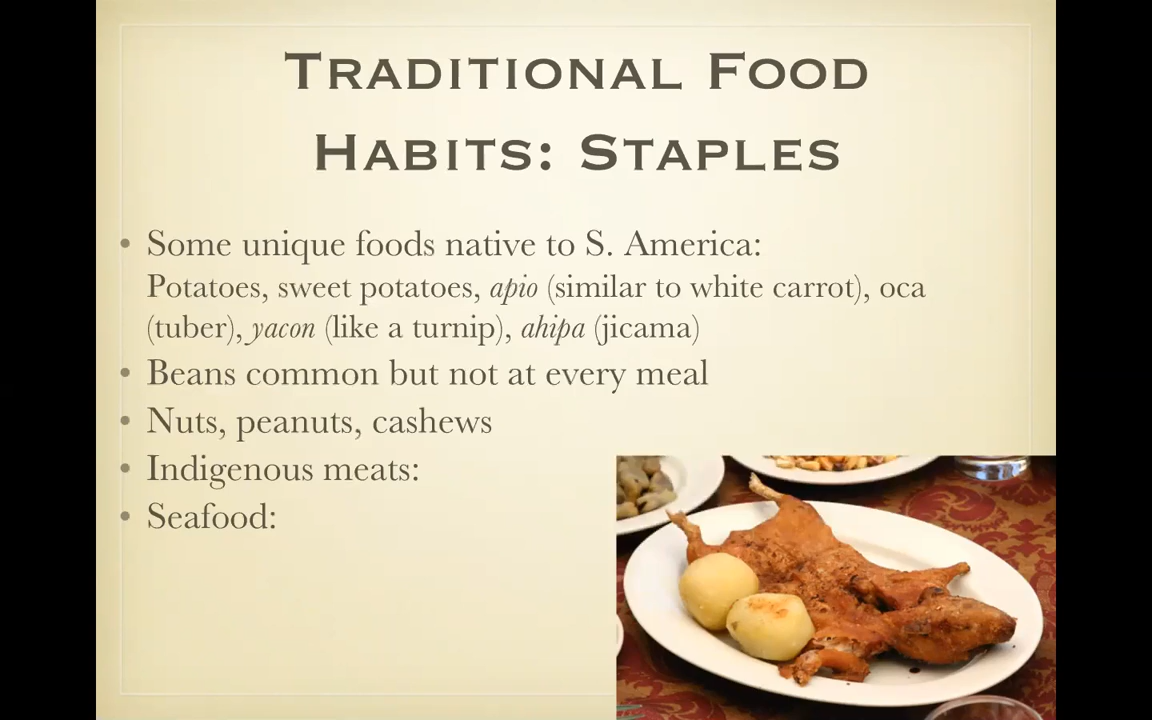 Traditional Food
Habits: Staples
• Some unique foods native to S. America:
Potatoes, sweet potatoes, apio (similar to white carrot), oca
(tuber), yacon (like a turnip), ahipa (jicama)
• Beans common but not at every meal
• Nuts, peanuts, cashews
• Indigenous meats:
• Seafood: